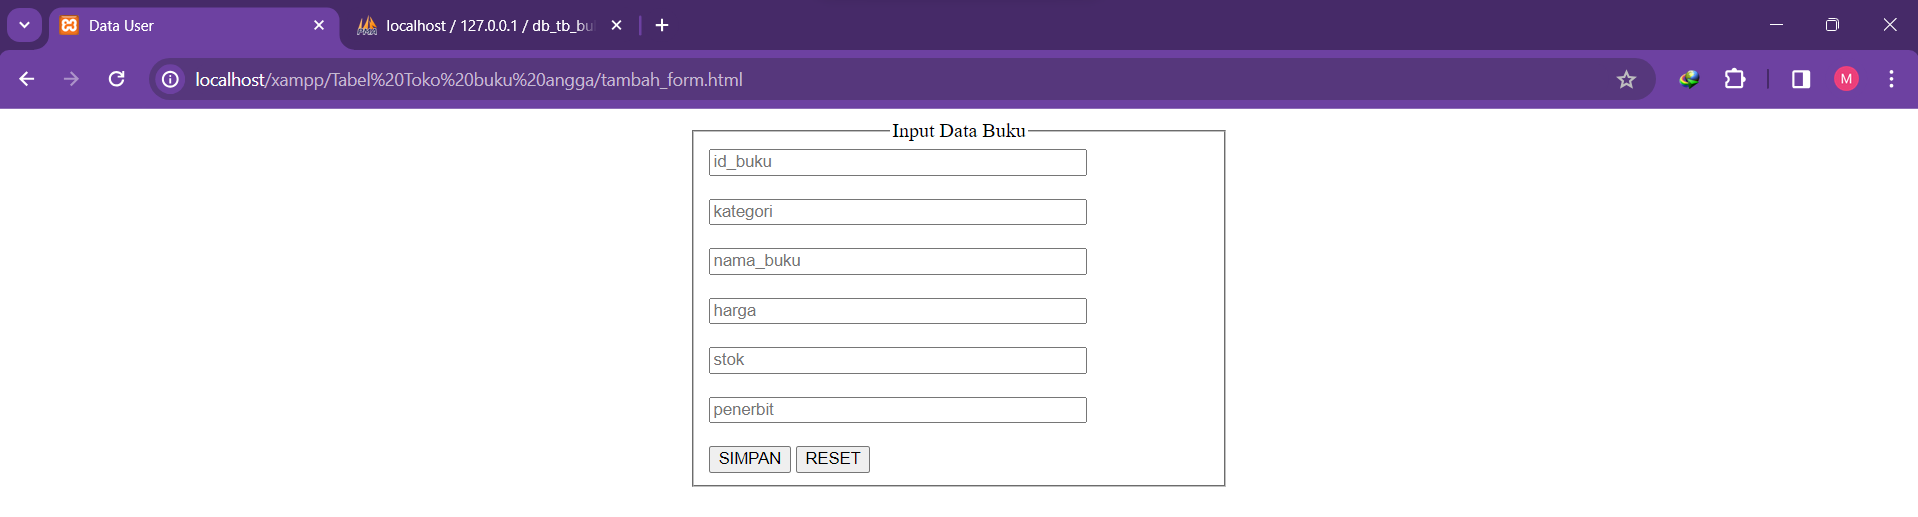 Data User
localhost / 127.0.0.1 / db_tb_bu
localhost/xampp/Tabel%20Toko%20buku%20angga/tambah_form.html
M
Input Data Buku
id_buku
kategori
nama_buku
harga
stok
penerbit
SIMPAN RESET